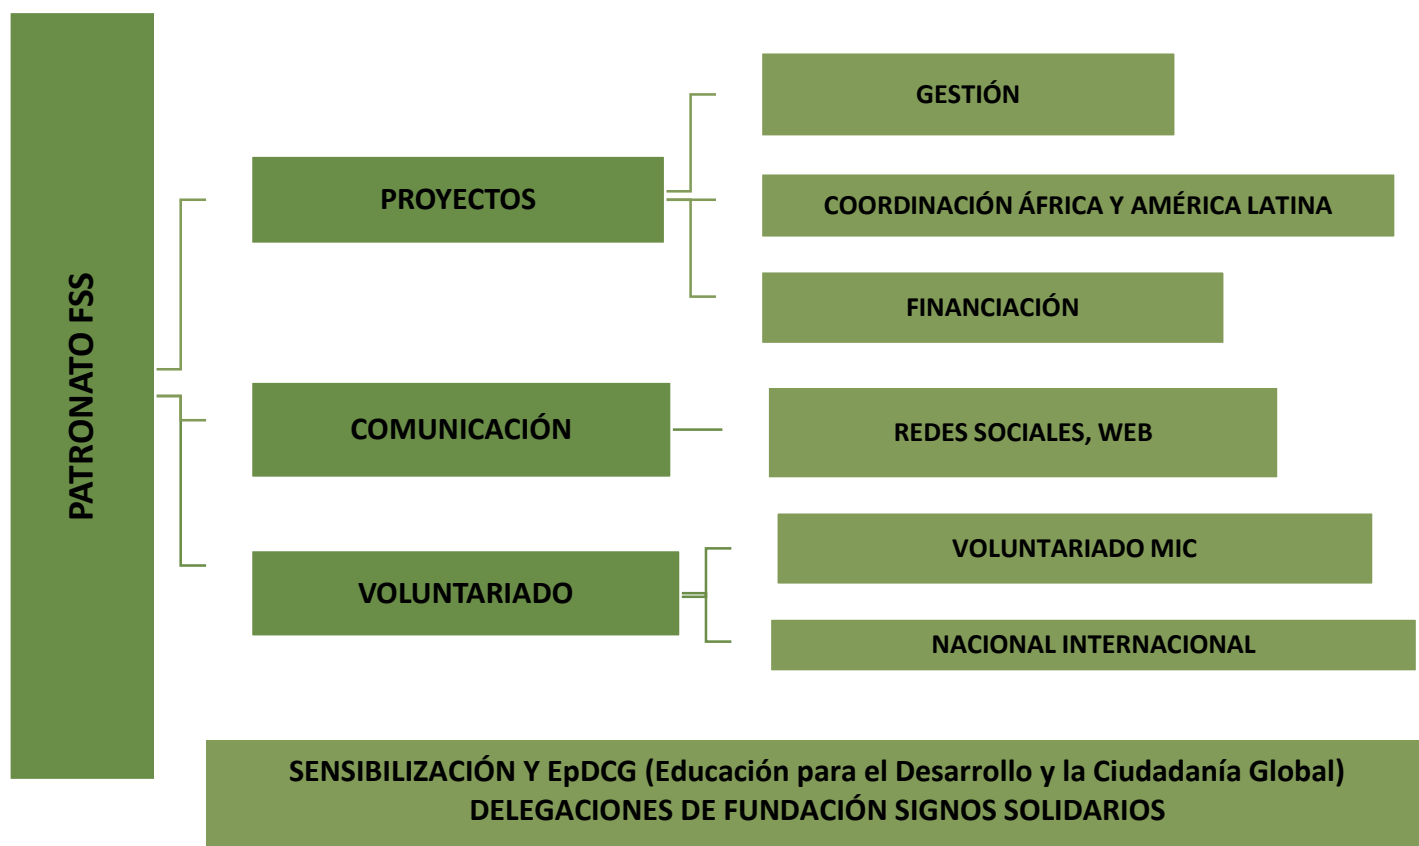 PATRONATO FSS
PROYECTOS
GESTIÓN
COORDINACIÓN ÁFRICA Y AMÉRICA LATINA
FINANCIACIÓN
COMUNICACIÓN
REDES SOCIALES, WEB
VOLUNTARIADO
VOLUNTARIADO MIC
NACIONAL INTERNACIONAL
SENSIBILIZACIÓN Y EpDCG (Educación para el Desarrollo y la Ciudadanía Global)
DELEGACIONES DE FUNDACIÓN SIGNOS SOLIDARIOS